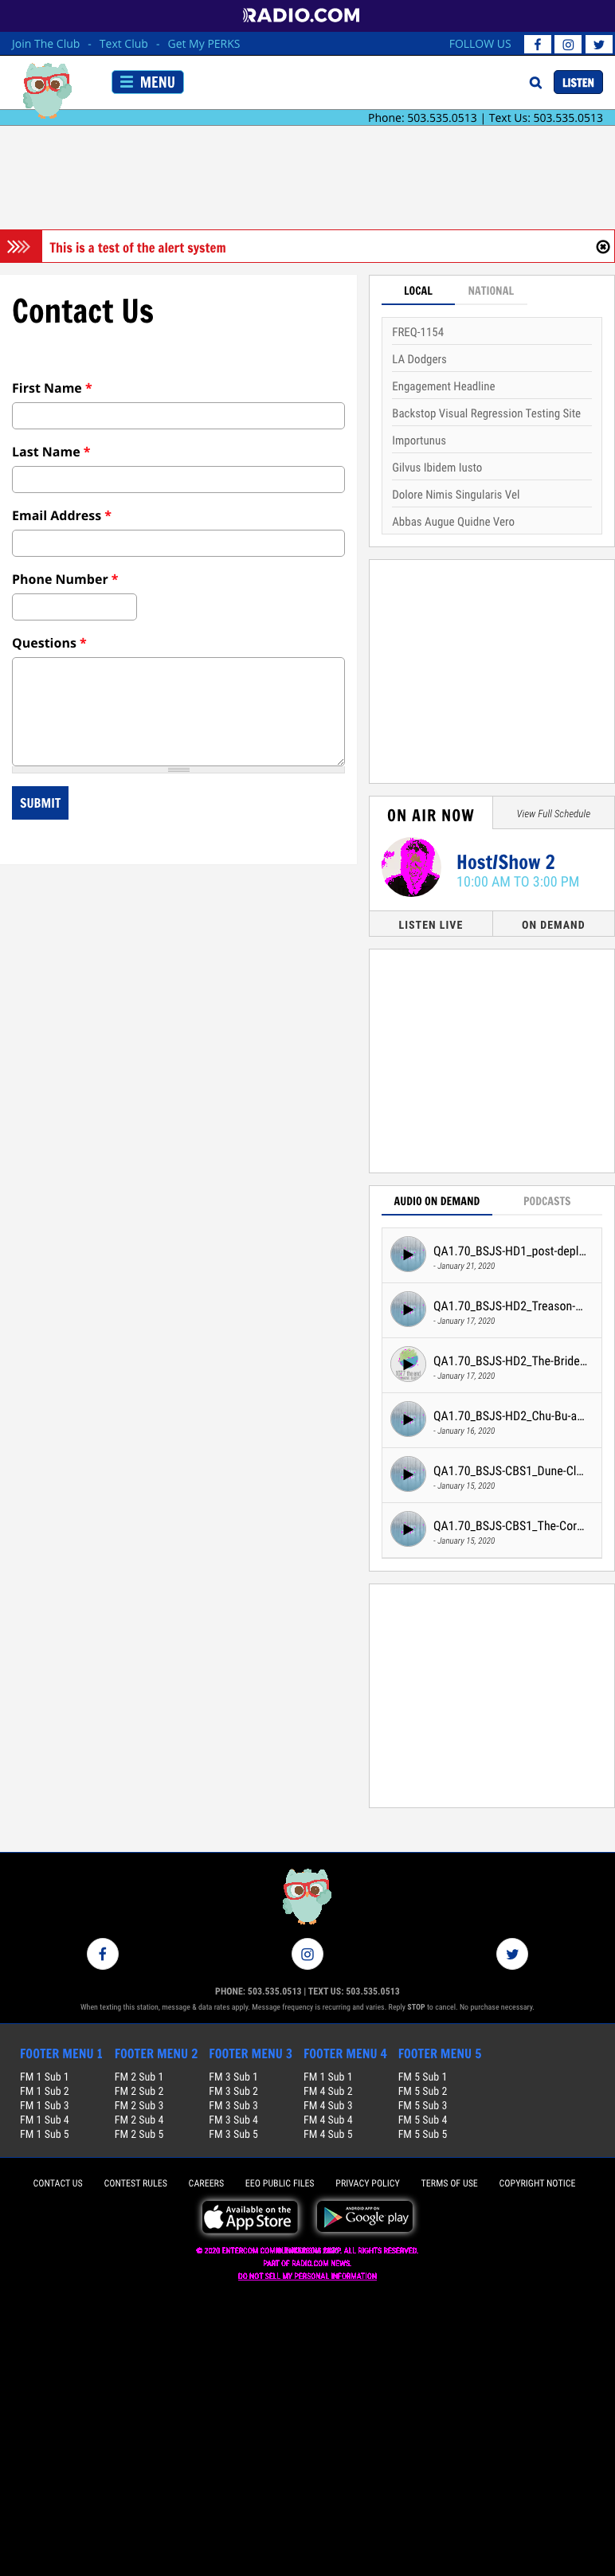 RADIO.COM
Join The Club - Text Club - Get My PERKS
FOLLOW US
MENU
LISTEN
Phone: 503.535.0513 | Text Us: 503.535.0513
This is a test of the alert system
Contact Us
First Name *
Last Name *
Email Address *
Phone Number *
Questions *
SUBMIT
LOCAL NATIONAL
FREQ-1154
LA Dodgers
Engagement Headline
Backstop Visual Regression Testing Site
Importunus
Gilvus Ibidem Iusto
Dolore Nimis Singularis Vel
Abbas Augue Quidne Vero
ON AIR NOW View Full Schedule
Host/Show 2
10:00 AM TO 3:00 PM
LISTEN LIVE ON DEMAND
AUDIO ON DEMAND PODCASTS
QA1.70_BSJS-HD1_post-depl...
- January 21, 2020
QA1.70_BSJS-HD2_Treason-...
- January 17, 2020
QA1.70_BSJS-HD2_The-Bride...
- January 17, 2020
QA1.70_BSJS-HD2_Chu-Bu-a...
- January 16, 2020
QA1.70_BSJS-CBS1_Dune-Cl...
- January 15, 2020
QA1.70_BSJS-CBS1_The-Cor...
- January 15, 2020
PHONE: 503.535.0513 | TEXT US: 503.535.0513
When texting this station, message & data rates apply. Message frequency is recurring and varies. Reply STOP to cancel. No purchase necessary.
FOOTER MENU 1 FOOTER MENU 2 FOOTER MENU 3 FOOTER MENU 4 FOOTER MENU 5
FM 1 Sub 1 FM 2 Sub 1 FM 3 Sub 1 FM 1 Sub 1 FM 5 Sub 1
FM 1 Sub 2 FM 2 Sub 2 FM 3 Sub 2 FM 4 Sub 2 FM 5 Sub 2
FM 1 Sub 3 FM 2 Sub 3 FM 3 Sub 3 FM 4 Sub 3 FM 5 Sub 3
FM 1 Sub 4 FM 2 Sub 4 FM 3 Sub 4 FM 4 Sub 4 FM 5 Sub 4
FM 1 Sub 5 FM 2 Sub 5 FM 3 Sub 5 FM 4 Sub 5 FM 5 Sub 5
CONTACT US CONTEST RULES CAREERS EEO PUBLIC FILES PRIVACY POLICY TERMS OF USE COPYRIGHT NOTICE
Available on the
App Store
ANDROID APP ON
Google play
© 2020 ENTERCOM ALL RIGHTS RESERVED.
PART OF RADIO.COM NEWS.
DO NOT SELL MY PERSONAL INFORMATION